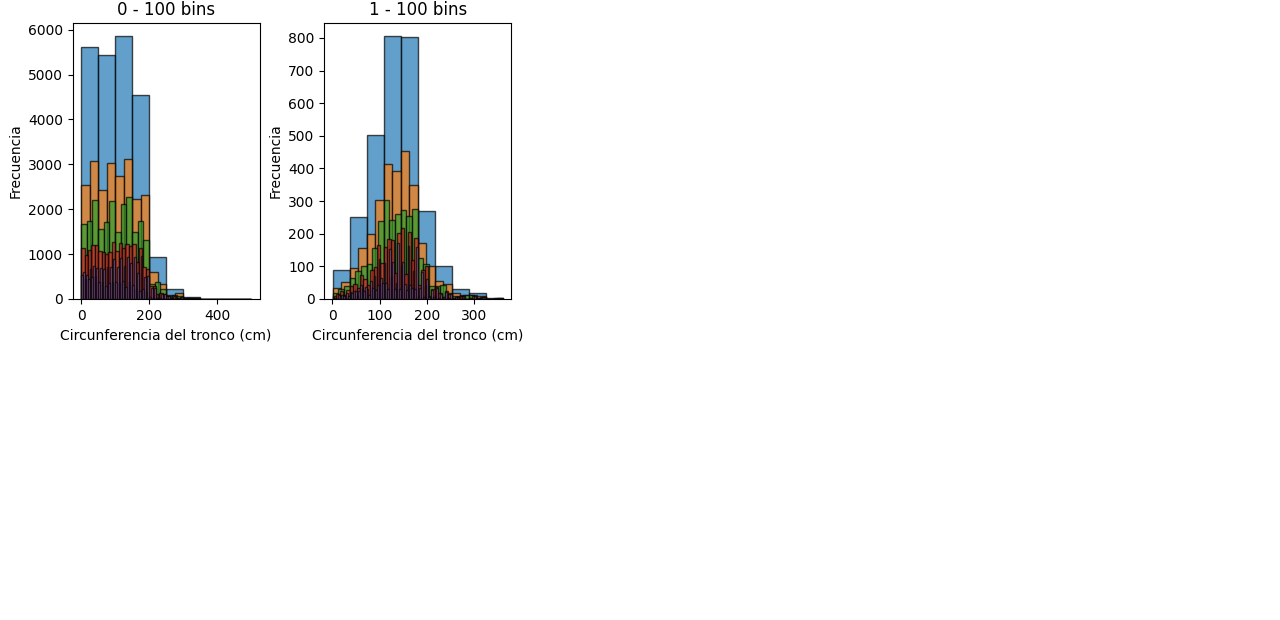 0 - 100 bins
6000
5000
4000
3000
2000
1000
0
Frecuencia
0 200 400
Circunferencia del tronco (cm)
1 - 100 bins
800
700
600
500
400
300
200
100
0
Frecuencia
0 100 200 300
Circunferencia del tronco (cm)